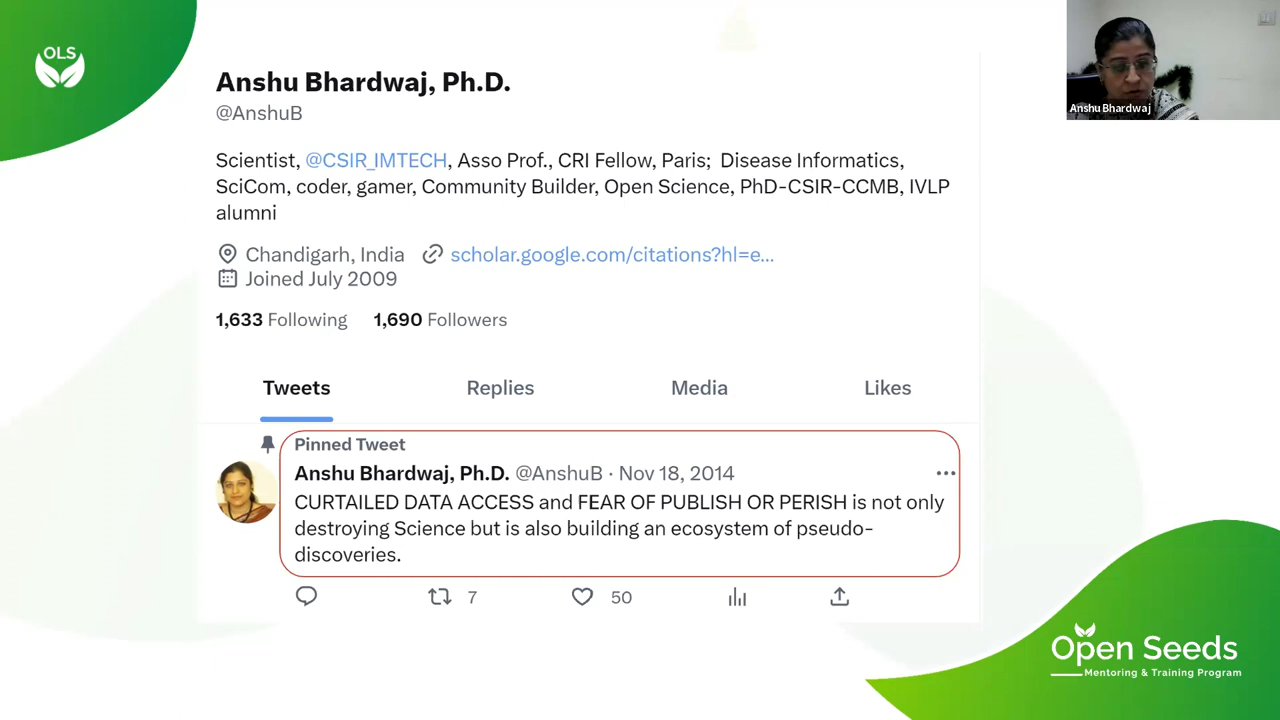 OLS
Anshu Bhardwaj, Ph.D.
@AnshuB
Scientist, @CSIR_IMTECH, Asso Prof., CRI Fellow, Paris; Disease Informatics,
SciCom, coder, gamer, Community Builder, Open Science, PhD-CSIR-CCMB, IVLP
alumni
Chandigarh, India scholar.google.com/citations?hl=e...
Joined July 2009
1,633 Following 1,690 Followers
Tweets Replies Media Likes
Pinned Tweet
Anshu Bhardwaj, Ph.D. @AnshuB · Nov 18, 2014
CURTAILED DATA ACCESS and FEAR OF PUBLISH OR PERISH is not only
destroying Science but is also building an ecosystem of pseudo-
discoveries.
7 50
Anshu Bhardwaj
Open Seeds
Mentoring & Training Program